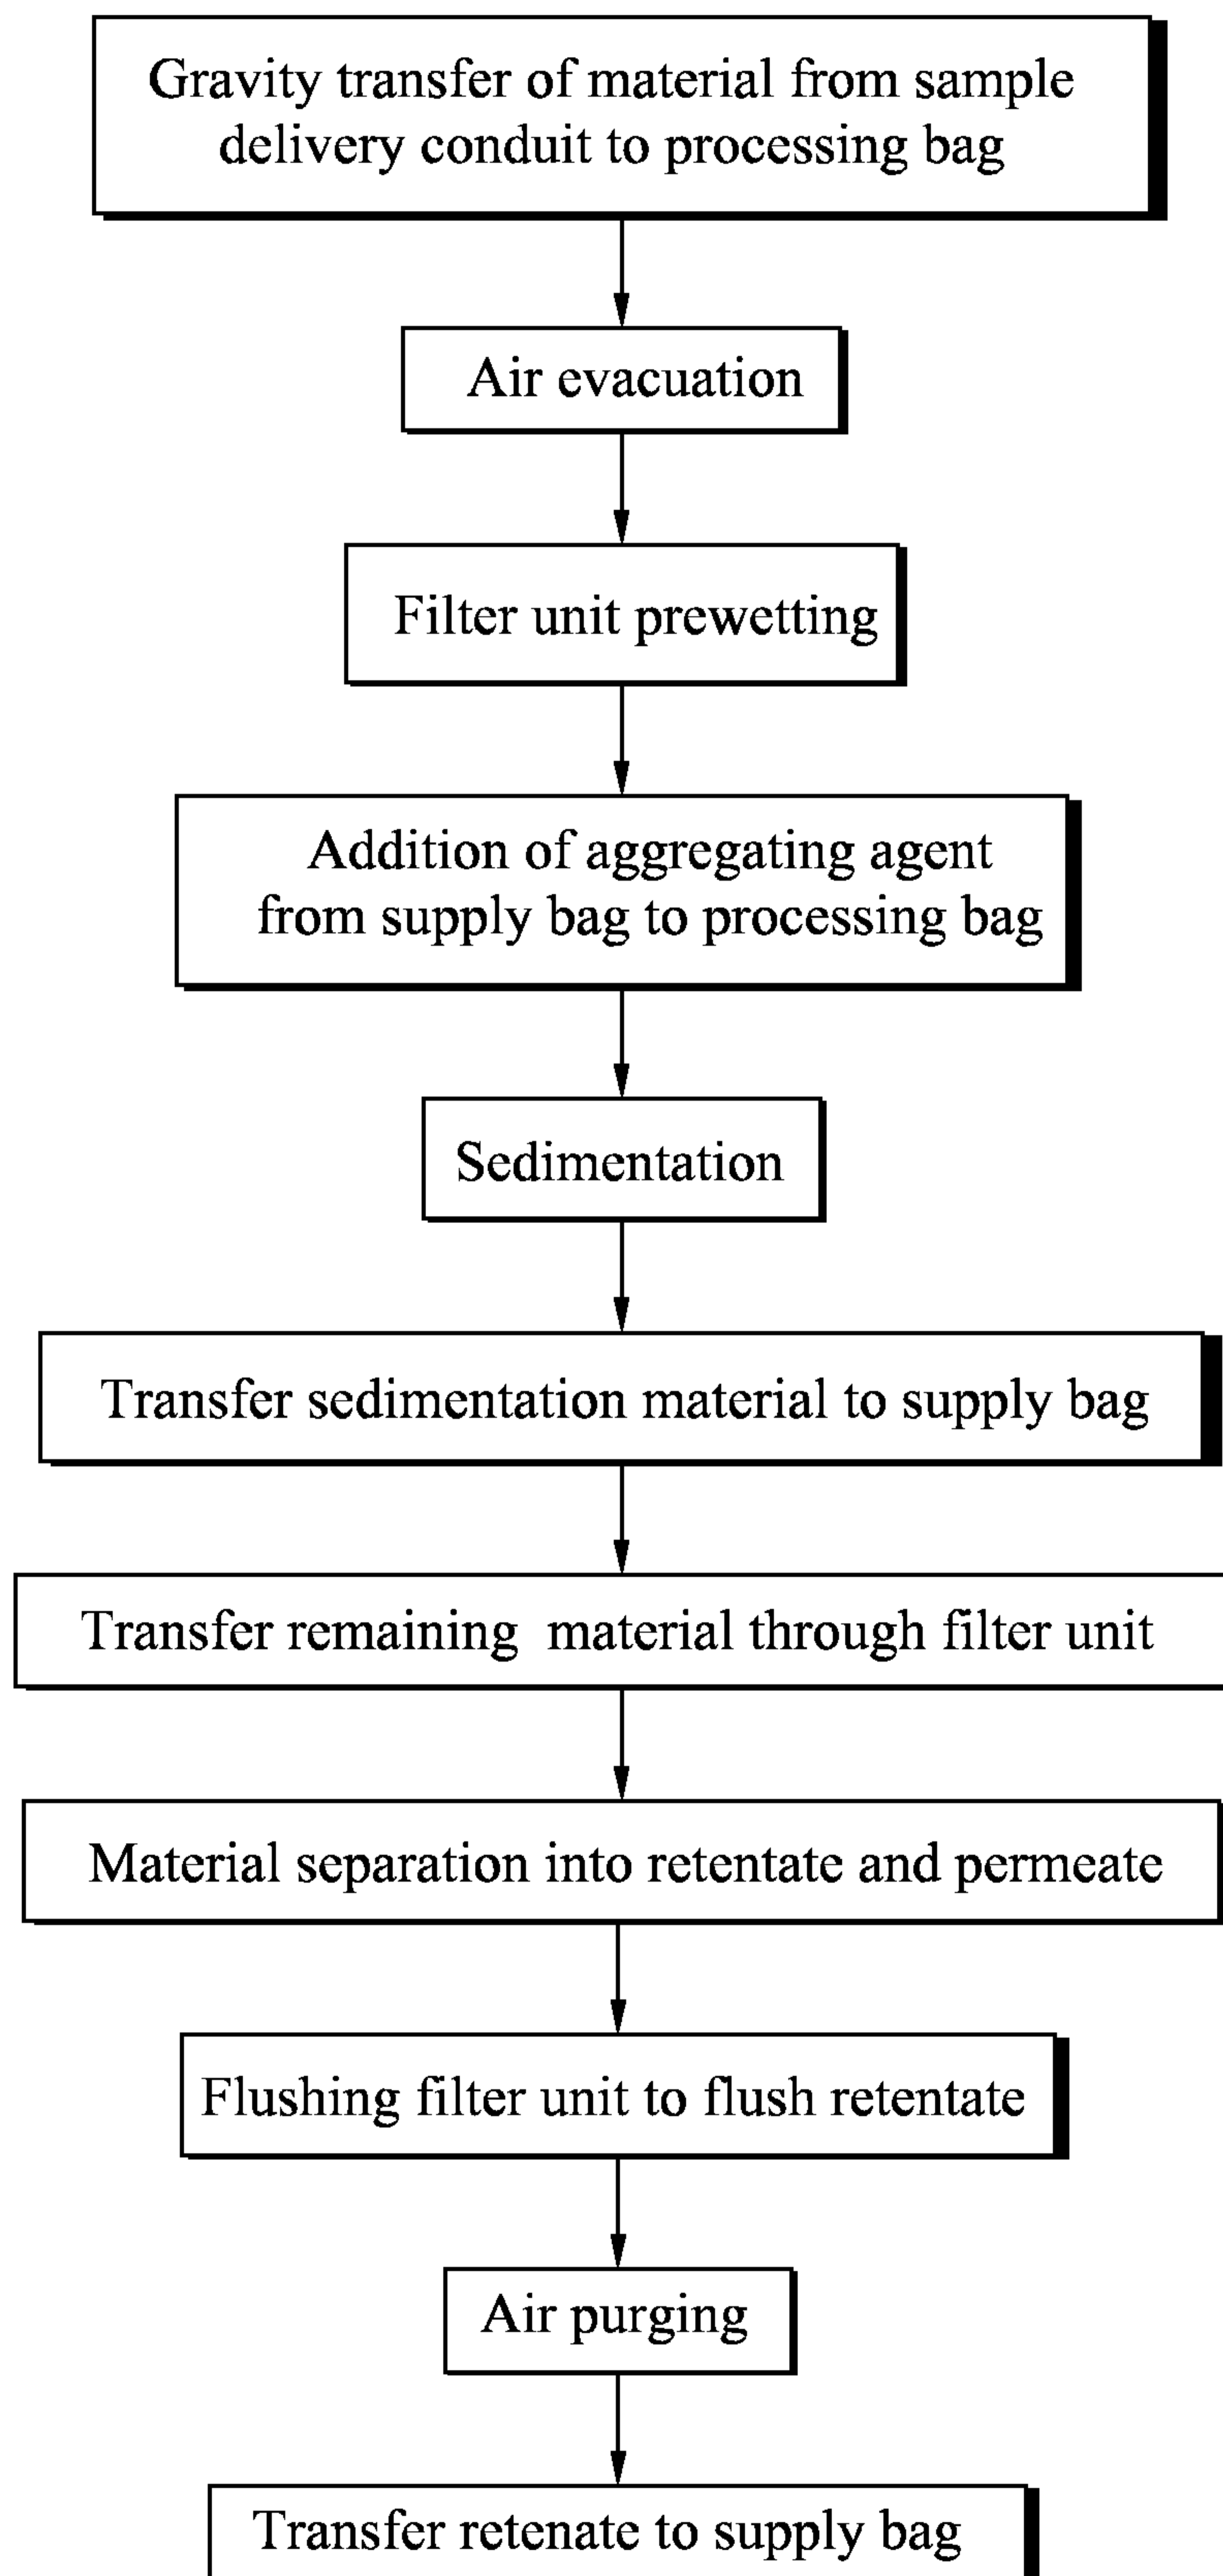 Gravity transfer of material from sample
delivery conduit to processing bag
Air evacuation
Filter unit prewetting
Addition of aggregating agent
from supply bag to processing bag
Sedimentation
Transfer sedimentation material to supply bag
Transfer remaining material through filter unit
Material separation into retentate and permeate
Flushing filter unit to flush retentate
Air purging
Transfer retenate to supply bag